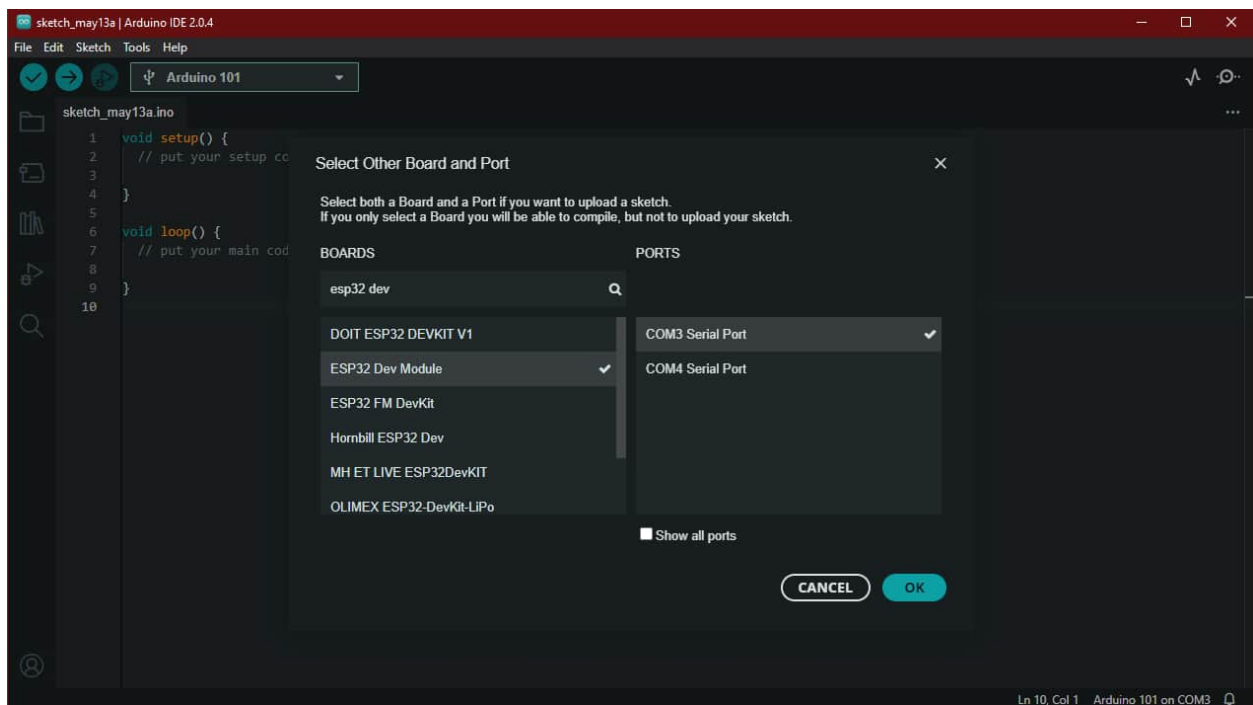 sketch_may13a | Arduino IDE 2.0.4
File Edit Sketch Tools Help
Arduino 101
sketch_may13a.ino
1 void setup() {
2 // put your setup co
3
4 }
5
6 void loop() {
7 // put your main cod
8
9 }
10
Select Other Board and Port
Select both a Board and a Port if you want to upload a sketch.
If you only select a Board you will be able to compile, but not to upload your sketch.
BOARDS PORTS
esp32 dev
DOIT ESP32 DEVKIT V1 COM3 Serial Port
ESP32 Dev Module COM4 Serial Port
ESP32 FM DevKit
Hornbill ESP32 Dev
MH ET LIVE ESP32DevKIT
OLIMEX ESP32-DevKit-LiPo
Show all ports
CANCEL OK
Ln 10, Col 1 Arduino 101 on COM3